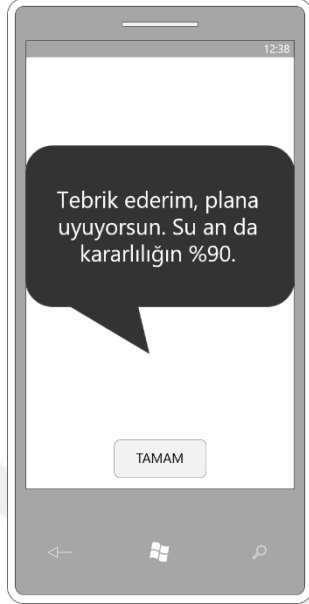 12:38
Tebrik ederim, plana
uyuyorsun. Su an da
kararlılığın %90.
TAMAM